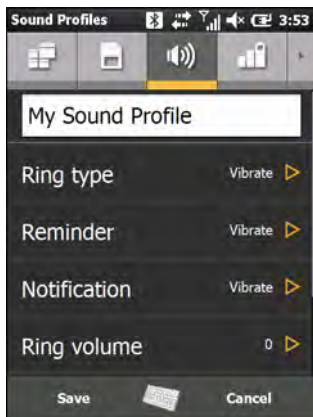 Sound Profiles 3:53
My Sound Profile
Ring type Vibrate
Reminder Vibrate
Notification Vibrate
Ring volume 0
Save Cancel